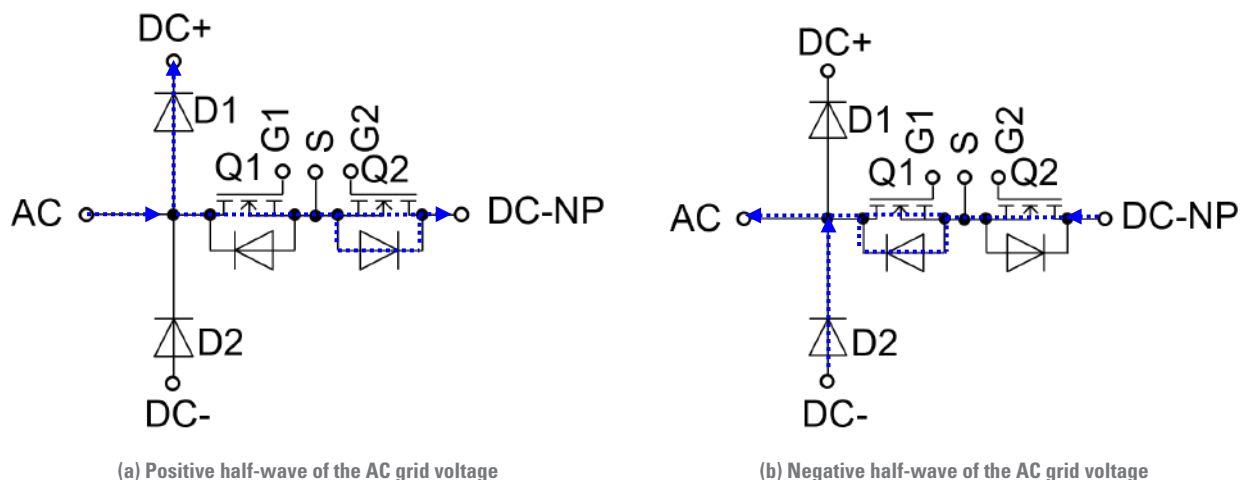 DC+
D1
G1
S
G2
Q1
Q2
AC
DC-NP
D2
DC-
(a) Positive half-wave of the AC grid voltage
DC+
D1
G1
S
G2
Q1
Q2
AC
DC-NP
D2
DC-
(b) Negative half-wave of the AC grid voltage